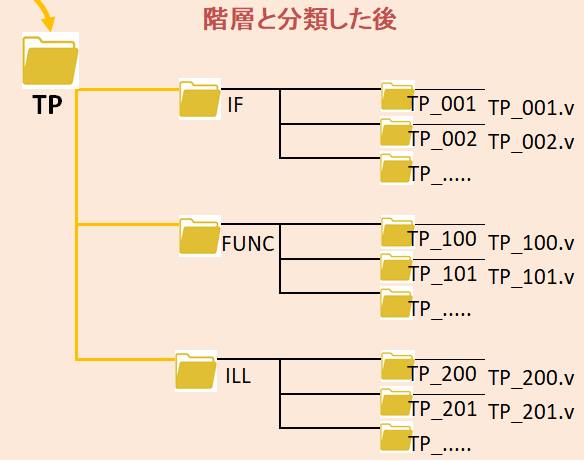 階層と分類した後
TP
IF
TP_001 TP_001.v
TP_002 TP_002.v
TP_.....
FUNC
TP_100 TP_100.v
TP_101 TP_101.v
TP_.....
ILL
TP_200 TP_200.v
TP_201 TP_201.v
TP_.....